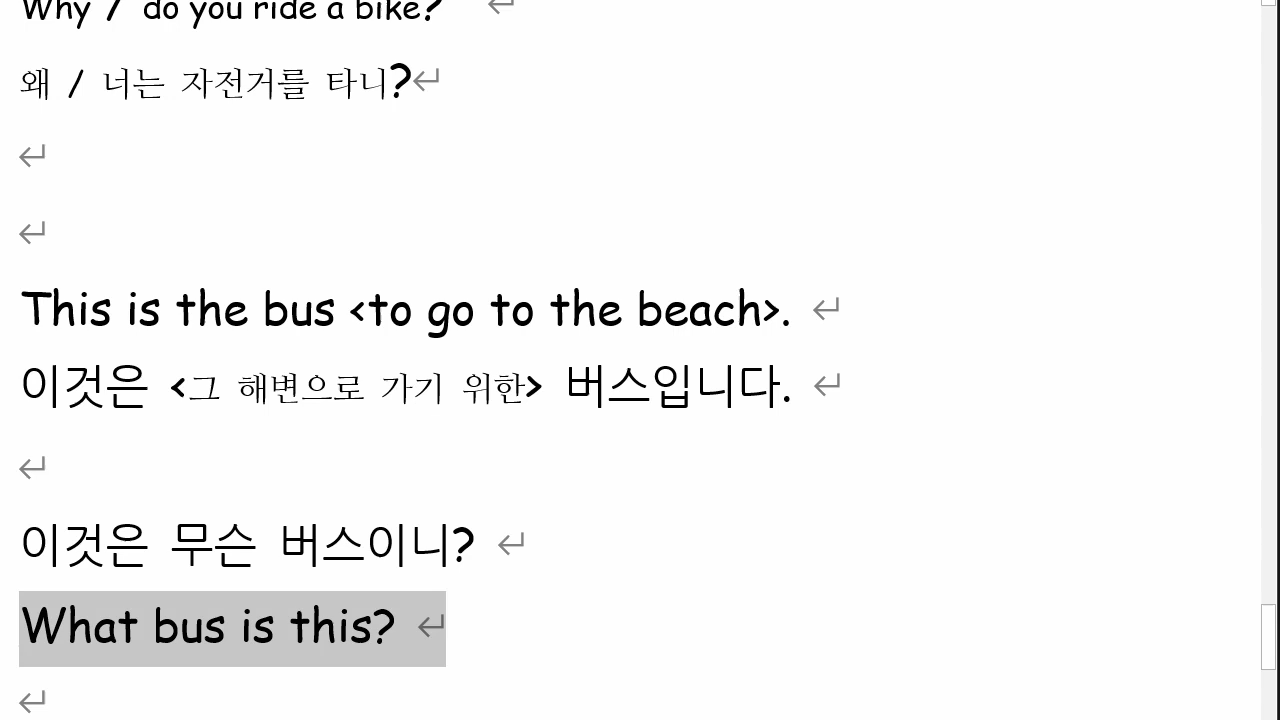 Why / do you ride a bike?
왜 / 너는 자전거를 타니?
This is the bus <to go to the beach>.
이것은 <그 해변으로 가기 위한> 버스입니다.
이것은 무슨 버스이니?
What bus is this?